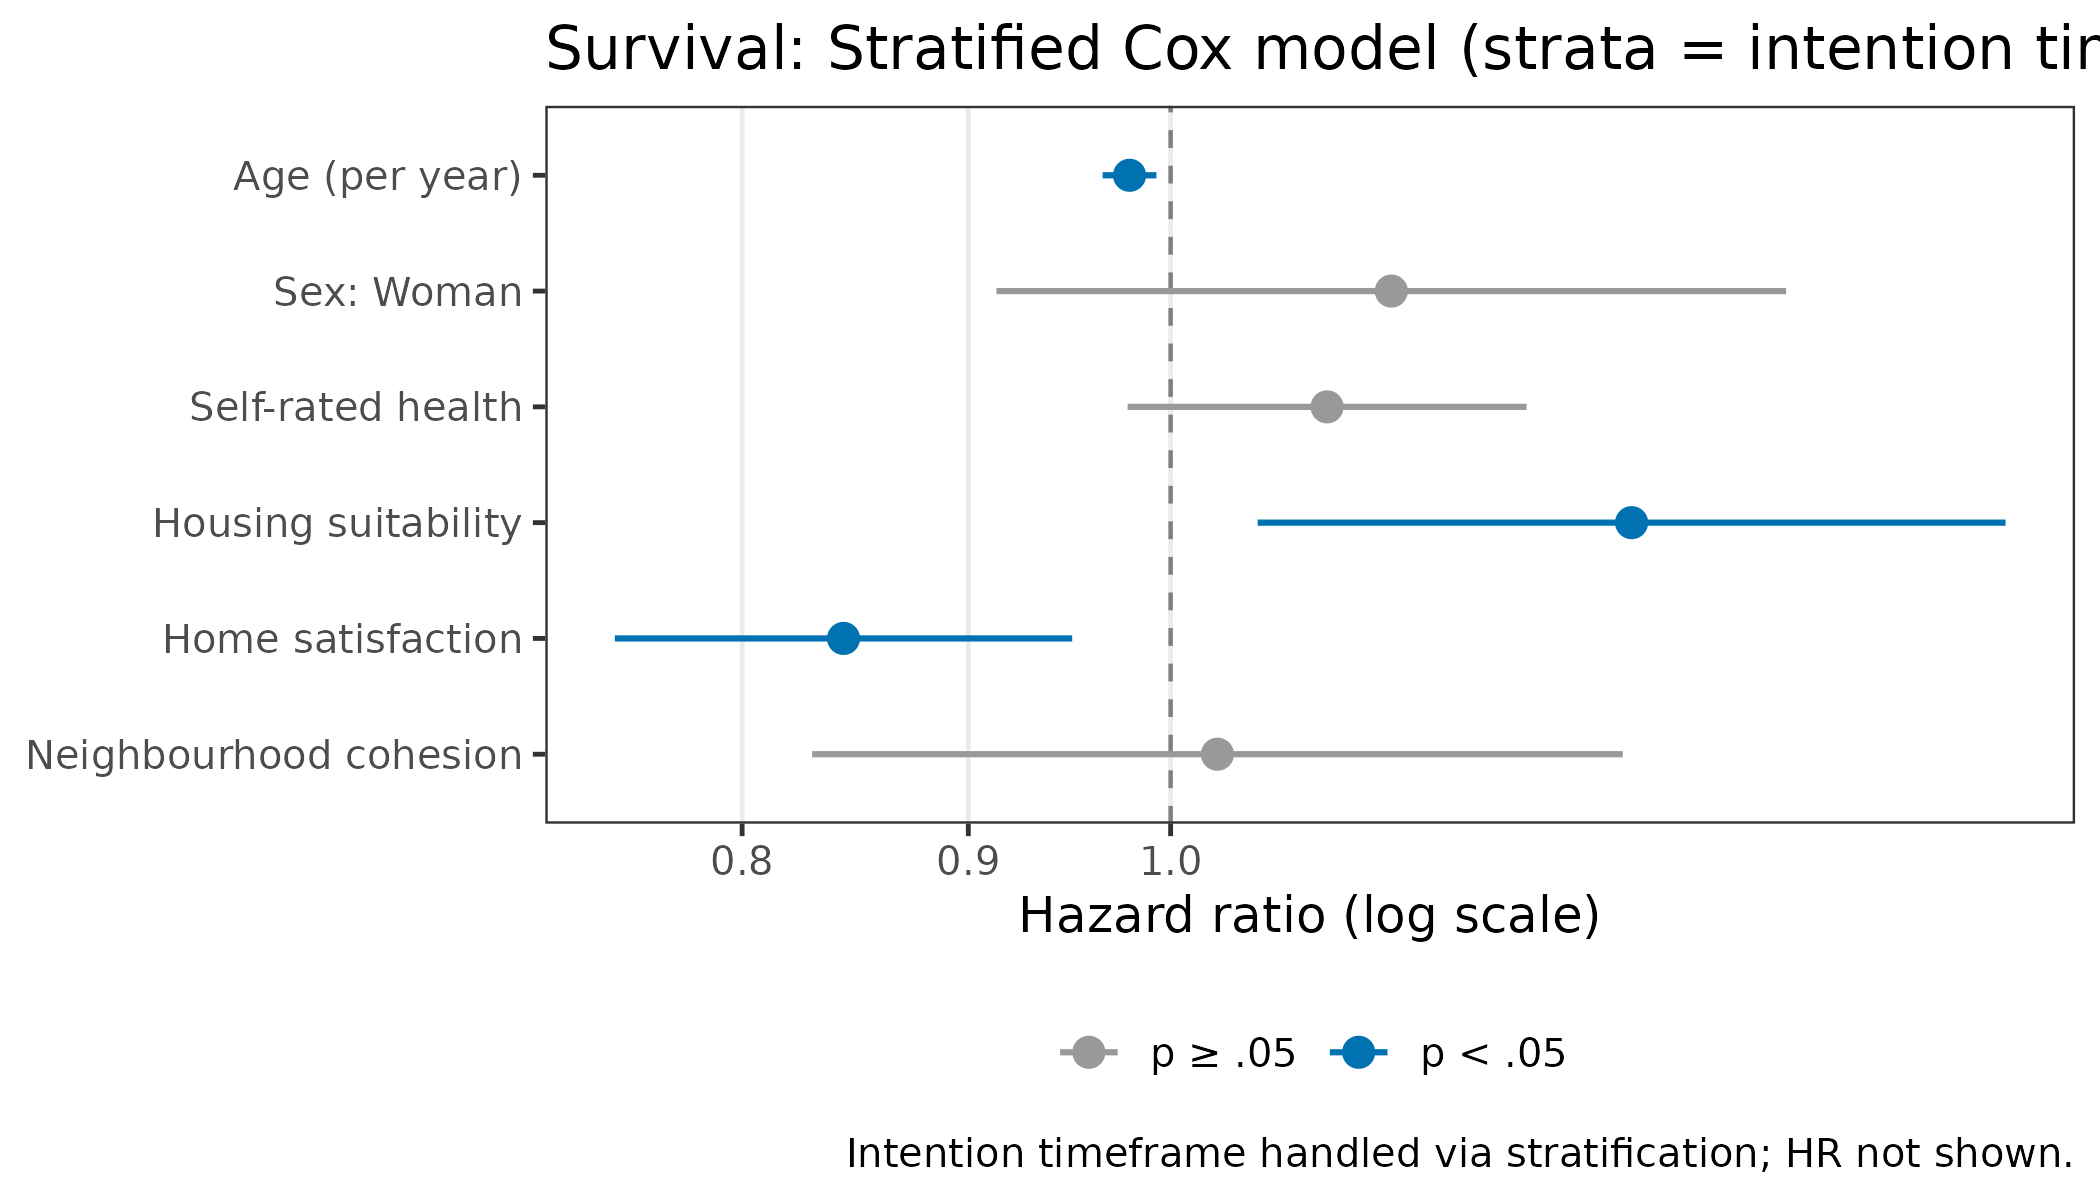 Survival: Stratified Cox model (strata = intention
Age (per year)
Sex: Woman
Self-rated health
Housing suitability
Home satisfaction
Neighbourhood cohesion
0.8 0.9 1.0
Hazard ratio (log scale)
p ≥ .05 p < .05
Intention timeframe handled via stratification; HR not shown.